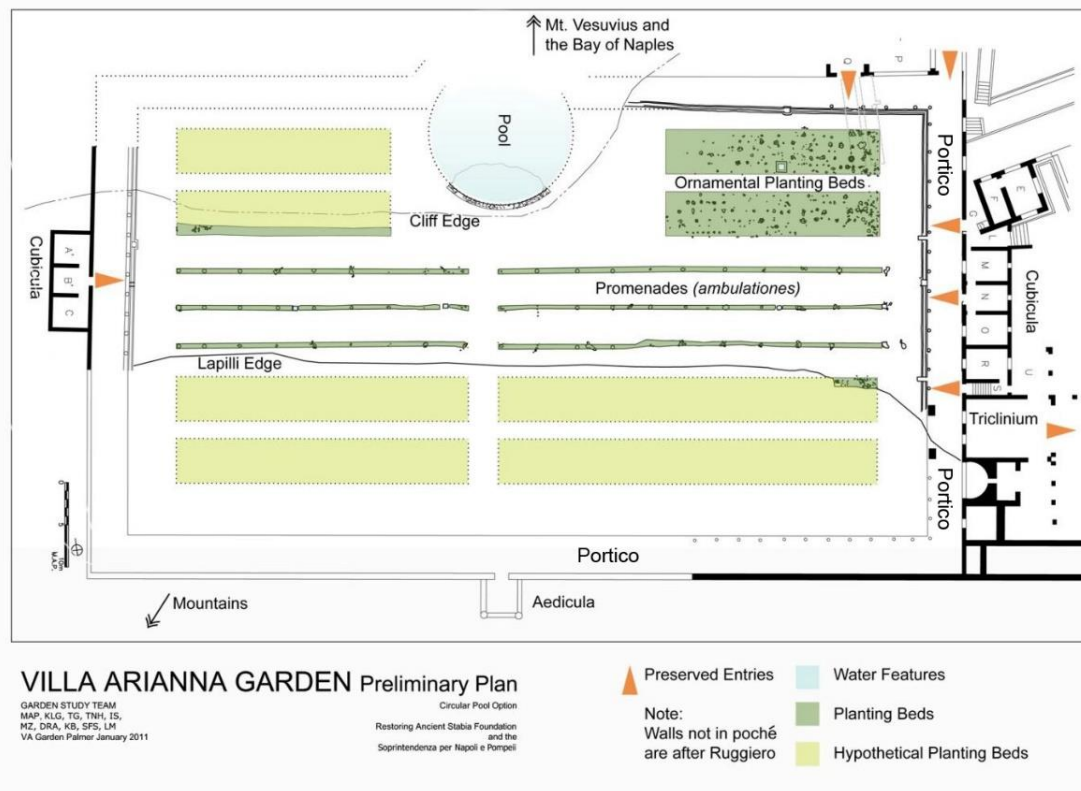 Mt. Vesuvius and
the Bay of Naples
Q
P
Pool
Portico
Ornamental Planting Beds
E
F
G
Cliff Edge
Cubicula
A'
B'
C
L
M
N
O
R
S
U
Cubicula
Promenades (ambulationes)
Lapilli Edge
Triclinium
Portico
0
5
10m
M.A.P.
Portico
Mountains
Aedicula
VILLA ARIANNA GARDEN Preliminary Plan
GARDEN STUDY TEAM
MAP, KLG, TG, TNH, IS,
MZ, DRA, KB, SFS, LM
VA Garden Palmer January 2011
Circular Pool Option
Restoring Ancient Stabia Foundation
and the
Soprintendenza per Napoli e Pompeii
Preserved Entries
Note:
Walls not in poché
are after Ruggiero
Water Features
Planting Beds
Hypothetical Planting Beds